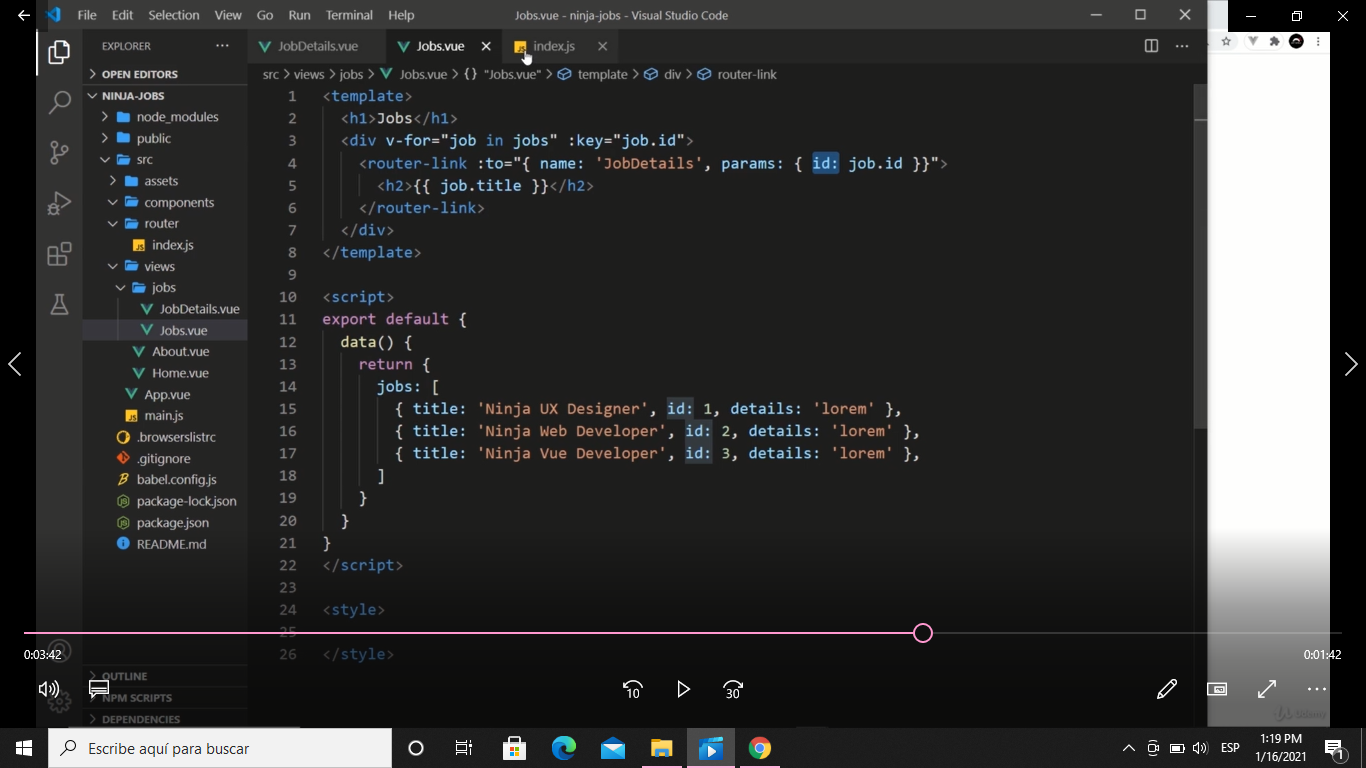 File Edit Selection View Go Run Terminal Help Jobs.vue - ninja-jobs - Visual Studio Code
EXPLORER
OPEN EDITORS
NINJA-JOBS
node_modules
public
src
assets
components
router
index.js
views
jobs
JobDetails.vue
Jobs.vue
About.vue
Home.vue
App.vue
main.js
.browserslistrc
.gitignore
babel.config.js
package-lock.json
package.json
README.md
OUTLINE
NPM SCRIPTS
DEPENDENCIES
JobDetails.vue Jobs.vue index.js
src > views > jobs > Jobs.vue > {} "Jobs.vue" > template > div > router-link
1 <template>
2 <h1>Jobs</h1>
3 <div v-for="job in jobs" :key="job.id">
4 <router-link :to="{ name: 'JobDetails', params: { id: job.id }}">
5 <h2>{{ job.title }}</h2>
6 </router-link>
7 </div>
8 </template>
9
10 <script>
11 export default {
12 data() {
13 return {
14 jobs: [
15 { title: 'Ninja UX Designer', id: 1, details: 'lorem' },
16 { title: 'Ninja Web Developer', id: 2, details: 'lorem' },
17 { title: 'Ninja Vue Developer', id: 3, details: 'lorem' },
18 ]
19 }
20 }
21 }
22 </script>
23
24 <style>
25
26 </style>
0:03:42 0:01:42
10 30
Udemy
Escribe aquí para buscar
ESP
1:19 PM
1/16/2021
1